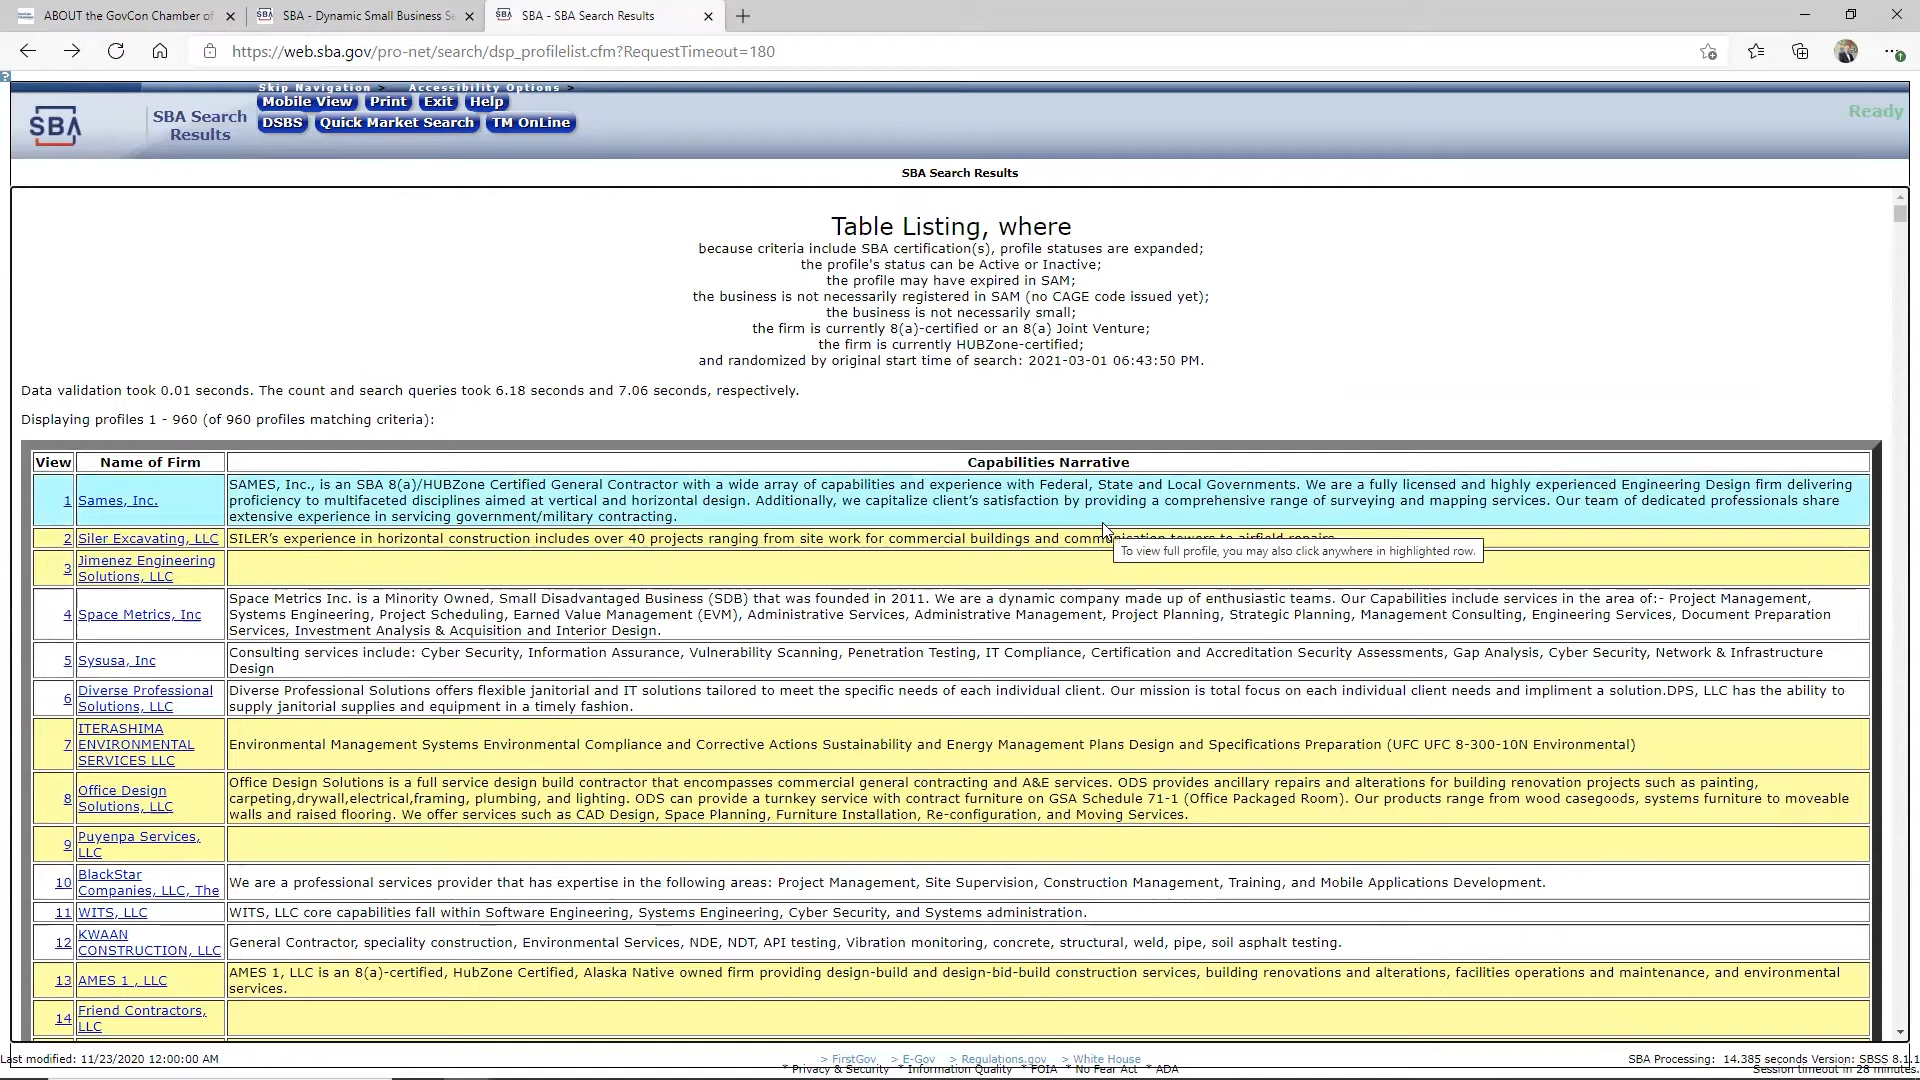 ABOUT the GovCon Chamber of
SBA - Dynamic Small Business Se
SBA - SBA Search Results
https://web.sba.gov/pro-net/search/dsp_profilelist.cfm?RequestTimeout=180
Skip Navigation > Accessibility Options >
Mobile View Print Exit Help
DSBS Quick Market Search TM OnLine
SBA
SBA Search
Results
Ready
SBA Search Results
Table Listing, where
because criteria include SBA certification(s), profile statuses are expanded;
the profile's status can be Active or Inactive;
the profile may have expired in SAM;
the business is not necessarily registered in SAM (no CAGE code issued yet);
the business is not necessarily small;
the firm is currently 8(a)-certified or an 8(a) Joint Venture;
the firm is currently HUBZone-certified;
and randomized by original start time of search: 2021-03-01 06:43:50 PM.
Data validation took 0.01 seconds. The count and search queries took 6.18 seconds and 7.06 seconds, respectively.
Displaying profiles 1 - 960 (of 960 profiles matching criteria):
View Name of Firm Capabilities Narrative
1 Sames, Inc.
SAMES, Inc., is an SBA 8(a)/HUBZone Certified General Contractor with a wide array of capabilities and experience with Federal, State and Local Governments. We are a fully licensed and highly experienced Engineering Design firm delivering
proficiency to multifaceted disciplines aimed at vertical and horizontal design. Additionally, we capitalize client's satisfaction by providing a comprehensive range of surveying and mapping services. Our team of dedicated professionals share
extensive experience in servicing government/military contracting.
2 Siler Excavating, LLC
SILER's experience in horizontal construction includes over 40 projects ranging from site work for commercial buildings and communication towers to airfield repairs.
To view full profile, you may also click anywhere in highlighted row.
3 Jimenez Engineering
Solutions, LLC
4 Space Metrics, Inc
Space Metrics Inc. is a Minority Owned, Small Disadvantaged Business (SDB) that was founded in 2011. We are a dynamic company made up of enthusiastic teams. Our Capabilities include services in the area of:- Project Management,
Systems Engineering, Project Scheduling, Earned Value Management (EVM), Administrative Services, Administrative Management, Project Planning, Strategic Planning, Management Consulting, Engineering Services, Document Preparation
Services, Investment Analysis & Acquisition and Interior Design.
5 Sysusa, Inc
Consulting services include: Cyber Security, Information Assurance, Vulnerability Scanning, Penetration Testing, IT Compliance, Certification and Accreditation Security Assessments, Gap Analysis, Cyber Security, Network & Infrastructure
Design
6 Diverse Professional
Solutions, LLC
Diverse Professional Solutions offers flexible janitorial and IT solutions tailored to meet the specific needs of each individual client. Our mission is total focus on each individual client needs and impliment a solution.DPS, LLC has the ability to
supply janitorial supplies and equipment in a timely fashion.
7 ITERASHIMA
ENVIRONMENTAL
SERVICES LLC
Environmental Management Systems Environmental Compliance and Corrective Actions Sustainability and Energy Management Plans Design and Specifications Preparation (UFC UFC 8-300-10N Environmental)
8 Office Design
Solutions, LLC
Office Design Solutions is a full service design build contractor that encompasses commercial general contracting and A&E services. ODS provides ancillary repairs and alterations for building renovation projects such as painting,
carpeting,drywall,electrical,framing, plumbing, and lighting. ODS can provide a turnkey service with contract furniture on GSA Schedule 71-1 (Office Packaged Room). Our products range from wood casegoods, systems furniture to moveable
walls and raised flooring. We offer services such as CAD Design, Space Planning, Furniture Installation, Re-configuration, and Moving Services.
9 Puyenpa Services,
LLC
10 BlackStar
Companies, LLC, The
We are a professional services provider that has expertise in the following areas: Project Management, Site Supervision, Construction Management, Training, and Mobile Applications Development.
11 WITS, LLC
WITS, LLC core capabilities fall within Software Engineering, Systems Engineering, Cyber Security, and Systems administration.
12 KWAAN
CONSTRUCTION, LLC
General Contractor, speciality construction, Environmental Services, NDE, NDT, API testing, Vibration monitoring, concrete, structural, weld, pipe, soil asphalt testing.
13 AMES 1 , LLC
AMES 1, LLC is an 8(a)-certified, HubZone Certified, Alaska Native owned firm providing design-build and design-bid-build construction services, building renovations and alterations, facilities operations and maintenance, and environmental
services.
14 Friend Contractors,
LLC
Last modified: 11/23/2020 12:00:00 AM
> FirstGov > E-Gov > Regulations.gov > White House
* Privacy & Security * Information Quality * FOIA * No Fear Act * ADA
SBA Processing: 14.385 seconds Version: SBSS 8.1.1
Session timeout in 28 minutes.